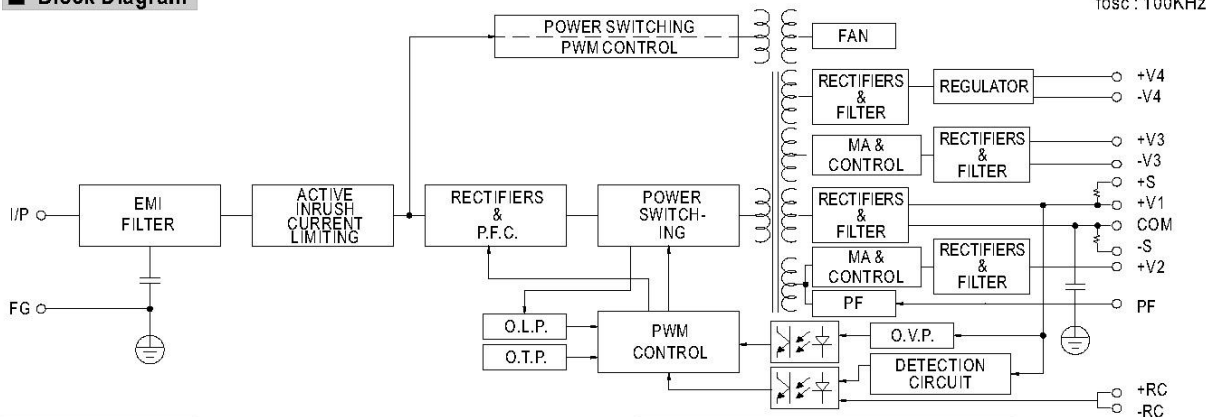 ■ Block Diagram
fosc : 100KHz
POWER SWITCHING
PWM CONTROL
FAN
RECTIFIERS
&
FILTER
REGULATOR
+V4
-V4
MA &
CONTROL
RECTIFIERS
&
FILTER
+V3
-V3
I/P
EMI
FILTER
ACTIVE
INRUSH
CURRENT
LIMITING
RECTIFIERS
&
P.F.C.
POWER
SWITCH-
ING
RECTIFIERS
&
FILTER
+S
+V1
COM
-S
MA &
CONTROL
RECTIFIERS
&
FILTER
+V2
PF
PF
FG
O.L.P.
O.T.P.
PWM
CONTROL
O.V.P.
DETECTION
CIRCUIT
+RC
-RC